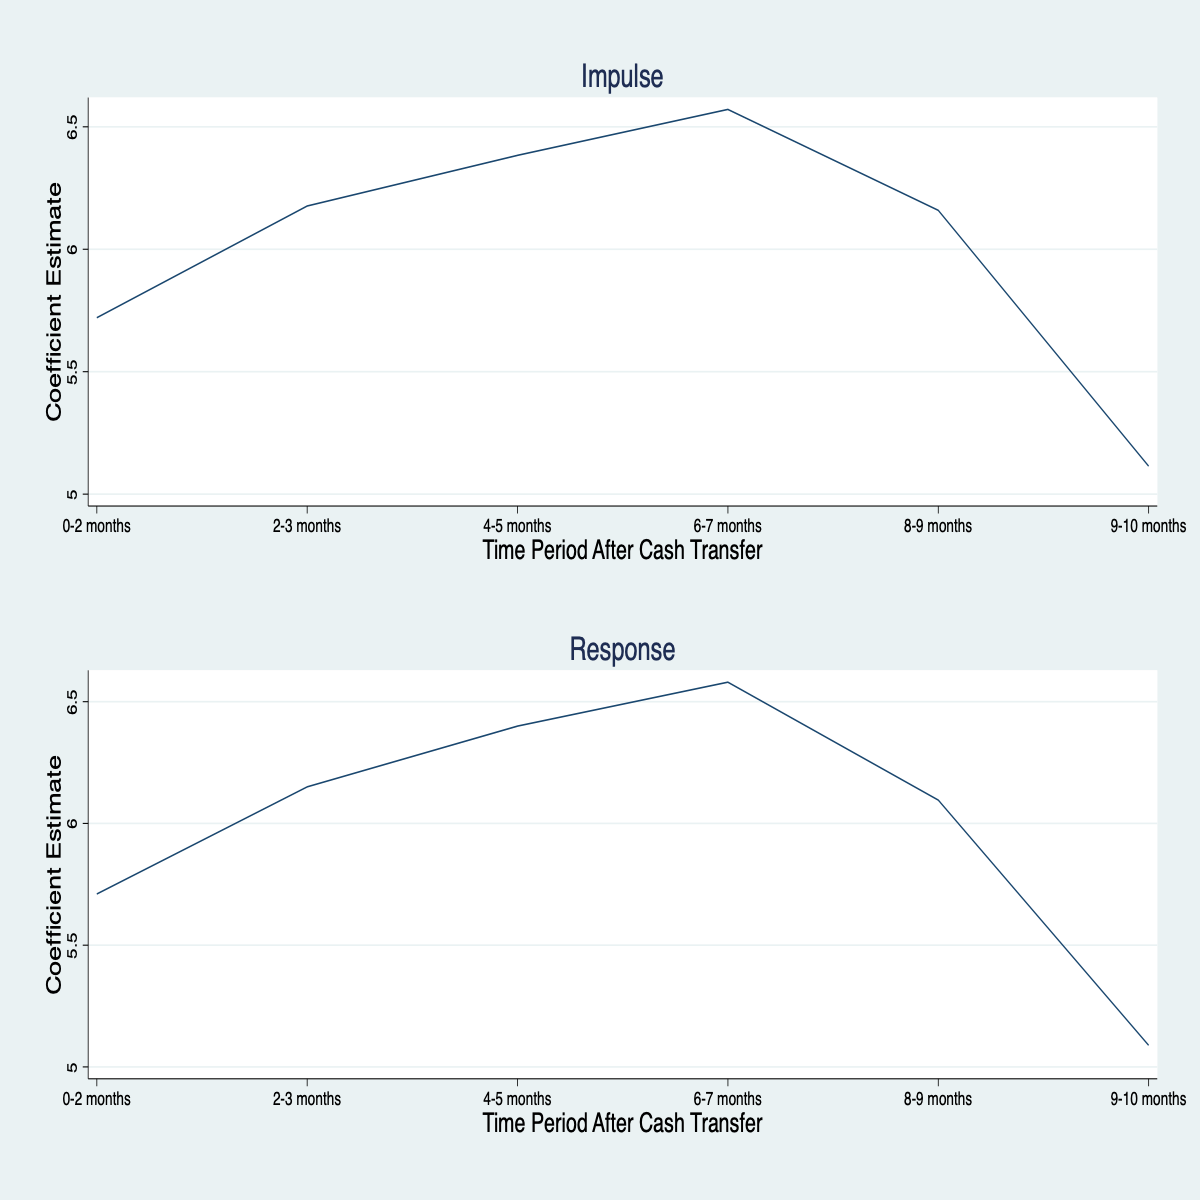 Impulse
Coefficient Estimate
6.5
6
5.5
5
0-2 months 2-3 months 4-5 months 6-7 months 8-9 months 9-10 months
Time Period After Cash Transfer
Response
Coefficient Estimate
6.5
6
5.5
5
0-2 months 2-3 months 4-5 months 6-7 months 8-9 months 9-10 months
Time Period After Cash Transfer